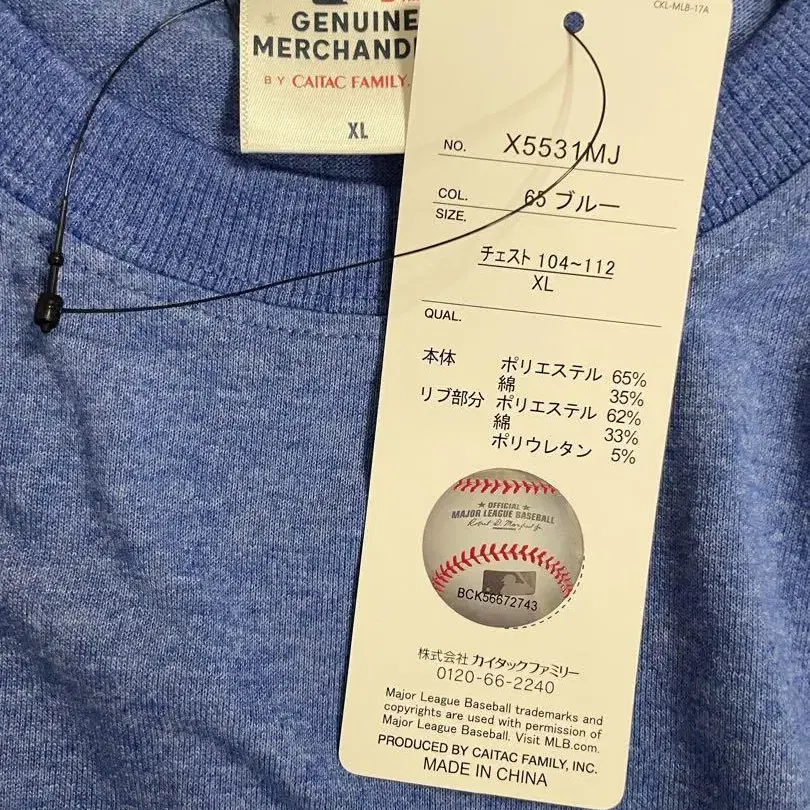 GENUINE
MERCHANDI
BY CAITAC FAMILY.
XL
CKL-MLB-17A
NO. X5531MJ
COL. 65 ブルー
SIZE.
チェスト 104~112
XL
QUAL.
本体 ポリエステル 65%
綿 35%
リブ部分 ポリエステル 62%
綿 33%
ポリウレタン 5%
OFFICIAL
MAJOR LEAGUE BASEBALL
BCK56672743
株式会社 カイタックファミリー
0120-66-2240
Major League Baseball trademarks and
copyrights are used with permission of
Major League Baseball. Visit MLB.com.
PRODUCED BY CAITAC FAMILY, INC.
MADE IN CHINA